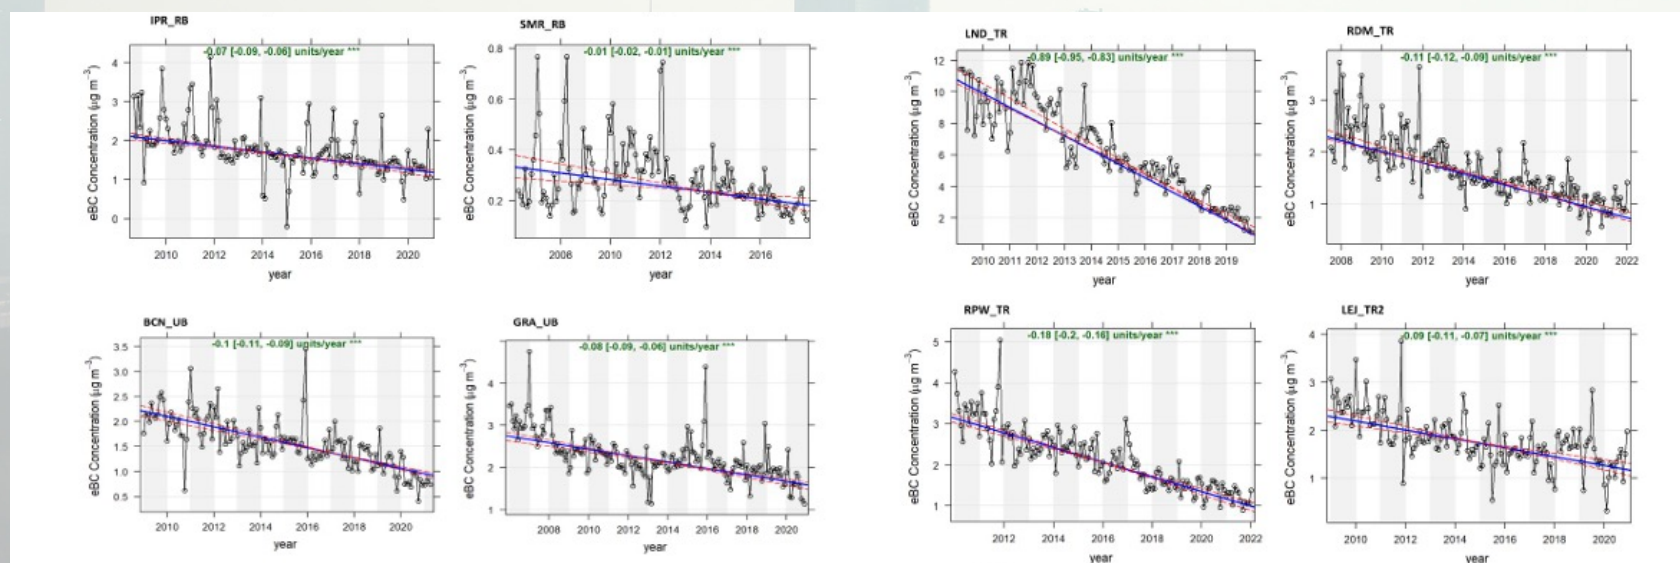 IPR_RB
-0.07 [-0.09, -0.06] units/year ***
eBC Concentration (µg m⁻³)
4
3
2
1
0
2010 2012 2014 2016 2018 2020
year
SMR_RB
-0.01 [-0.02, -0.01] units/year ***
eBC Concentration (µg m⁻³)
0.8
0.6
0.4
0.2
2008 2010 2012 2014 2016
year
LND_TR
-0.89 [-0.95, -0.83] units/year ***
eBC Concentration (µg m⁻³)
12
10
8
6
4
2
2010 2011 2012 2013 2014 2015 2016 2017 2018 2019
year
RDM_TR
-0.11 [-0.12, -0.09] units/year ***
eBC Concentration (µg m⁻³)
3
2
1
2008 2010 2012 2014 2016 2018 2020 2022
year
BCN_UB
-0.1 [-0.11, -0.09] units/year ***
eBC Concentration (µg m⁻³)
3.5
3.0
2.5
2.0
1.5
1.0
0.5
2010 2012 2014 2016 2018 2020
year
GRA_UB
-0.08 [-0.09, -0.06] units/year ***
eBC Concentration (µg m⁻³)
4
3
2
1
2008 2010 2012 2014 2016 2018 2020
year
RPW_TR
-0.18 [-0.2, -0.16] units/year ***
eBC Concentration (µg m⁻³)
5
4
3
2
1
2012 2014 2016 2018 2020 2022
year
LEJ_TR2
-0.09 [-0.11, -0.07] units/year ***
eBC Concentration (µg m⁻³)
4
3
2
1
2010 2012 2014 2016 2018 2020
year